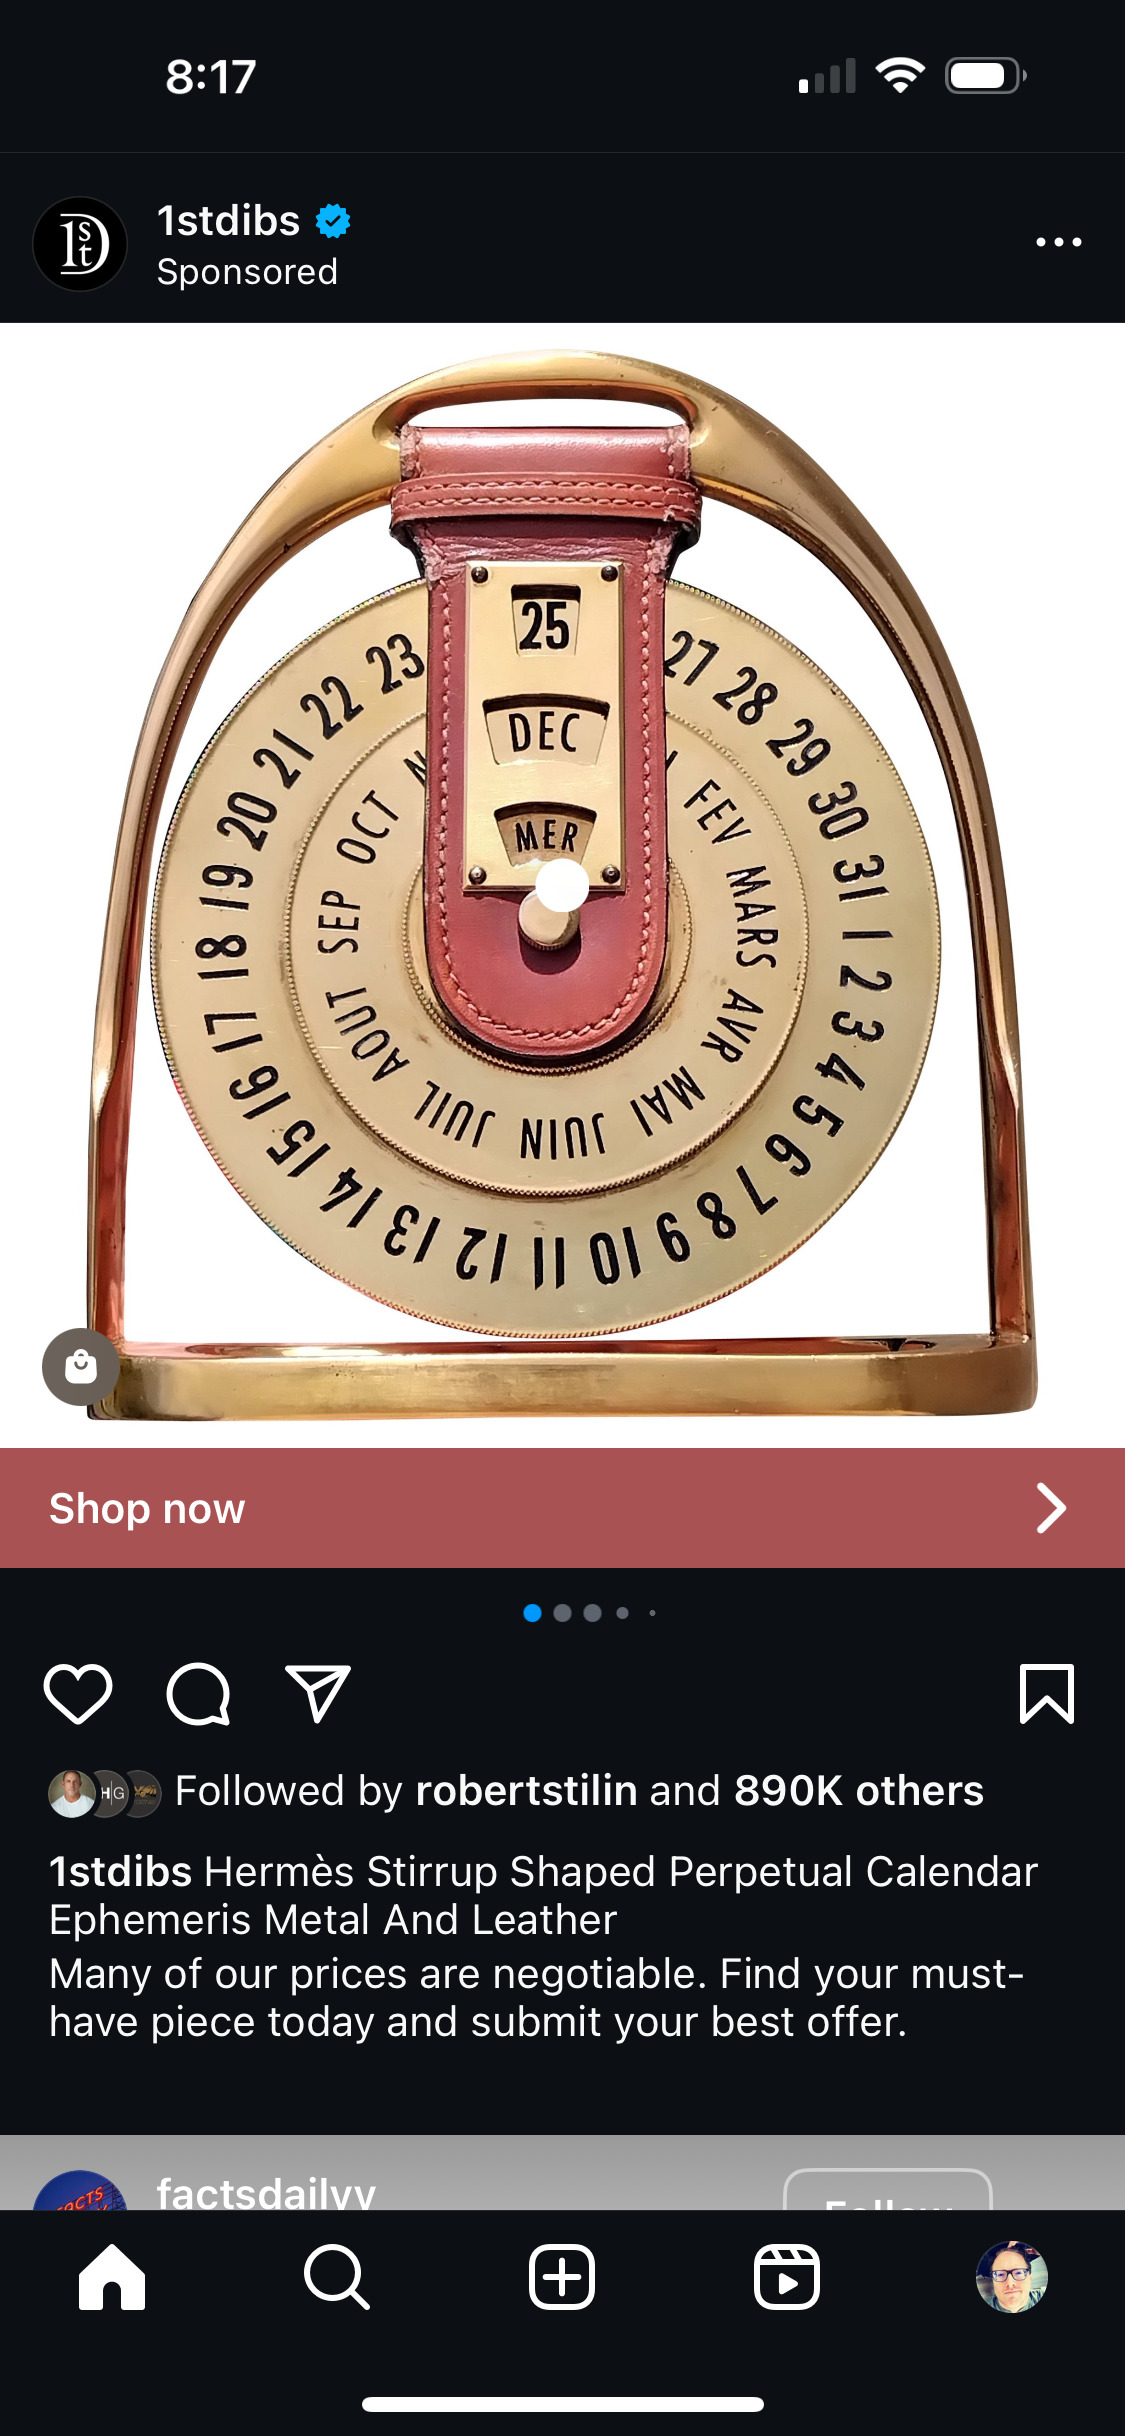 8:17
1stdibs
Sponsored
25
DEC
MER
23
22
21
20
19
18
17
16
15
14
13
12
11
10
9
8
7
6
5
4
3
2
1
31
30
29
28
27
OCT
SEP
AOUT
JUIL
JUIN
MAI
AVR
MARS
FEV
Shop now
H|G
Followed by robertstilin and 890K others
1stdibs Hermès Stirrup Shaped Perpetual Calendar
Ephemeris Metal And Leather
Many of our prices are negotiable. Find your must-
have piece today and submit your best offer.
factsdailyy
Follow